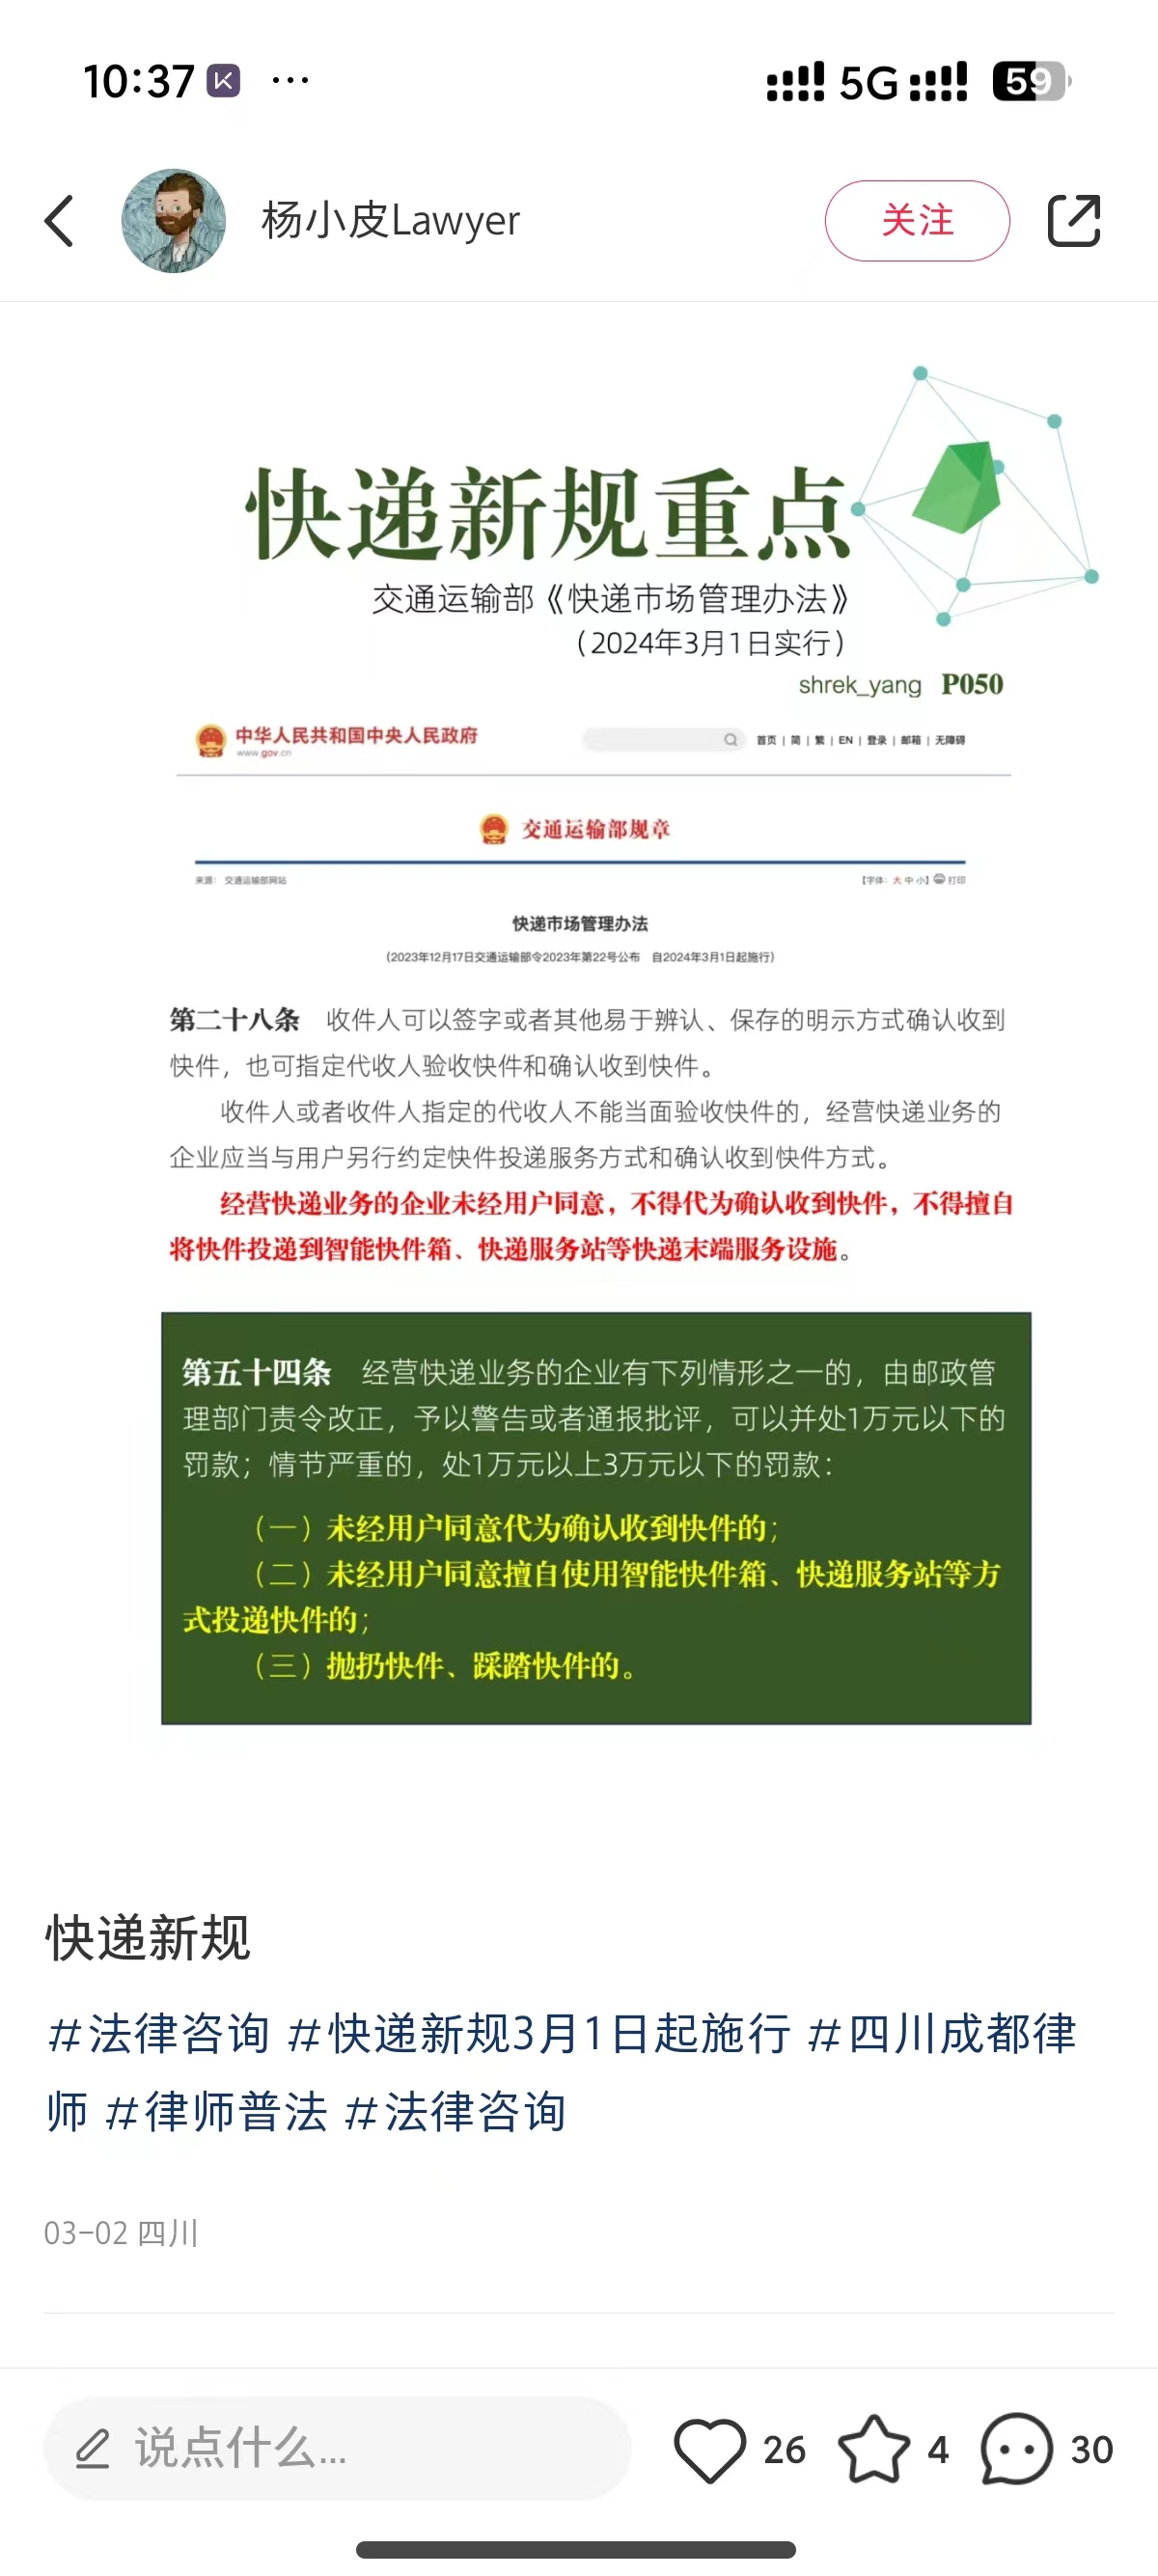 10:37 K ...
5G 59
杨小皮Lawyer
关注
快递新规重点
交通运输部《快递市场管理办法》
（2024年3月1日实行）
shrek_yang P050
中华人民共和国中央人民政府
www.gov.cn
首页 | 简 | 繁 | EN | 登录 | 邮箱 | 无障碍
交通运输部规章
来源： 交通运输部网站
【字体：大 中 小】 打印
快递市场管理办法
（2023年12月17日交通运输部令2023年第22号公布 自2024年3月1日起施行）
第二十八条 收件人可以签字或者其他易于辨认、保存的明示方式确认收到
快件，也可指定代收人验收快件和确认收到快件。
收件人或者收件人指定的代收人不能当面验收快件的，经营快递业务的
企业应当与用户另行约定快件投递服务方式和确认收到快件方式。
经营快递业务的企业未经用户同意，不得代为确认收到快件，不得擅自
将快件投递到智能快件箱、快递服务站等快递末端服务设施。
第五十四条 经营快递业务的企业有下列情形之一的，由邮政管
理部门责令改正，予以警告或者通报批评，可以并处1万元以下的
罚款；情节严重的，处1万元以上3万元以下的罚款：
（一）未经用户同意代为确认收到快件的；
（二）未经用户同意擅自使用智能快件箱、快递服务站等方
式投递快件的；
（三）抛扔快件、踩踏快件的。
快递新规
#法律咨询 #快递新规3月1日起施行 #四川成都律
师 #律师普法 #法律咨询
03-02 四川
说点什么...
26
4
30